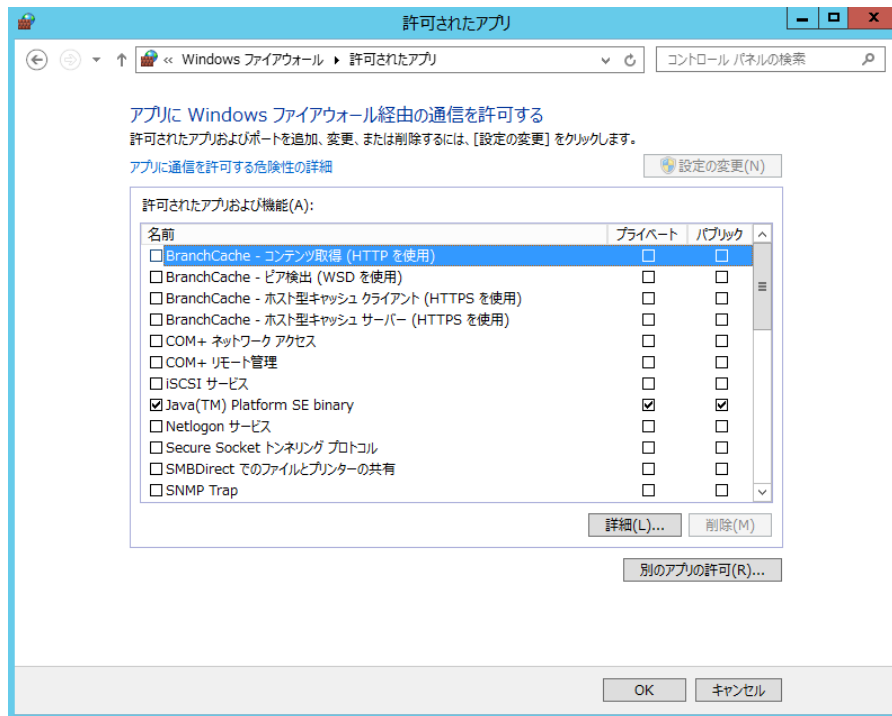 許可されたアプリ
« Windows ファイアウォール ▸ 許可されたアプリ
コントロール パネルの検索
アプリに Windows ファイアウォール経由の通信を許可する
許可されたアプリおよびポートを追加、変更、または削除するには、[設定の変更] をクリックします。
アプリに通信を許可する危険性の詳細
設定の変更(N)
許可されたアプリおよび機能(A):
名前 プライベート パブリック
BranchCache - コンテンツ取得 (HTTP を使用)
BranchCache - ピア検出 (WSD を使用)
BranchCache - ホスト型キャッシュ クライアント (HTTPS を使用)
BranchCache - ホスト型キャッシュ サーバー (HTTPS を使用)
COM+ ネットワーク アクセス
COM+ リモート管理
iSCSI サービス
Java(TM) Platform SE binary
Netlogon サービス
Secure Socket トンネリング プロトコル
SMBDirect でのファイルとプリンターの共有
SNMP Trap
詳細(L)... 削除(M)
別のアプリの許可(R)...
OK キャンセル